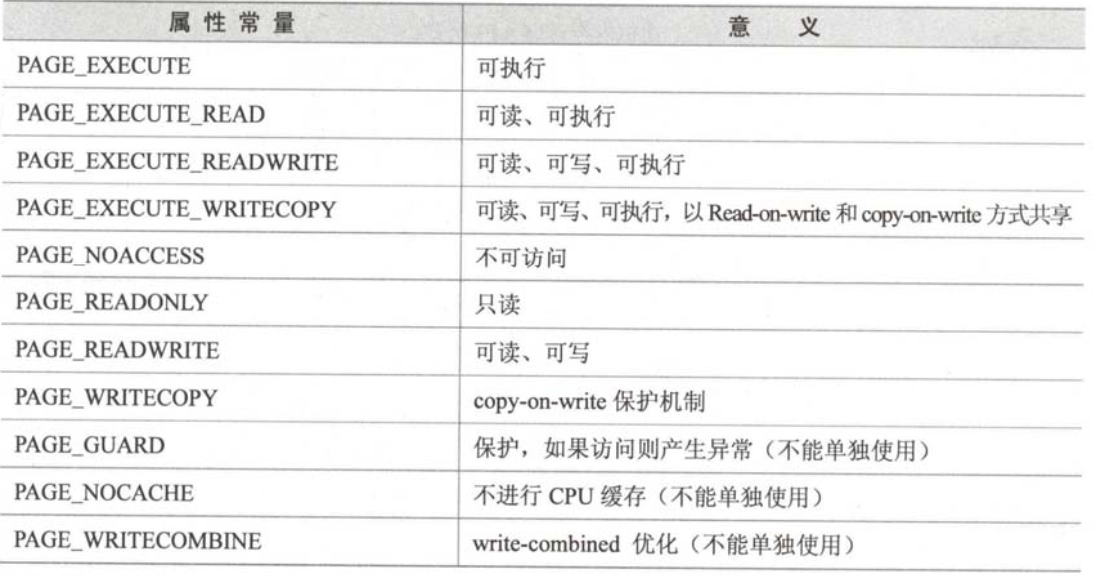 属性常量 意 义
PAGE_EXECUTE 可执行
PAGE_EXECUTE_READ 可读、可执行
PAGE_EXECUTE_READWRITE 可读、可写、可执行
PAGE_EXECUTE_WRITECOPY 可读、可写、可执行，以 Read-on-write 和 copy-on-write 方式共享
PAGE_NOACCESS 不可访问
PAGE_READONLY 只读
PAGE_READWRITE 可读、可写
PAGE_WRITECOPY copy-on-write 保护机制
PAGE_GUARD 保护，如果访问则产生异常（不能单独使用）
PAGE_NOCACHE 不进行 CPU 缓存（不能单独使用）
PAGE_WRITECOMBINE write-combined 优化（不能单独使用）